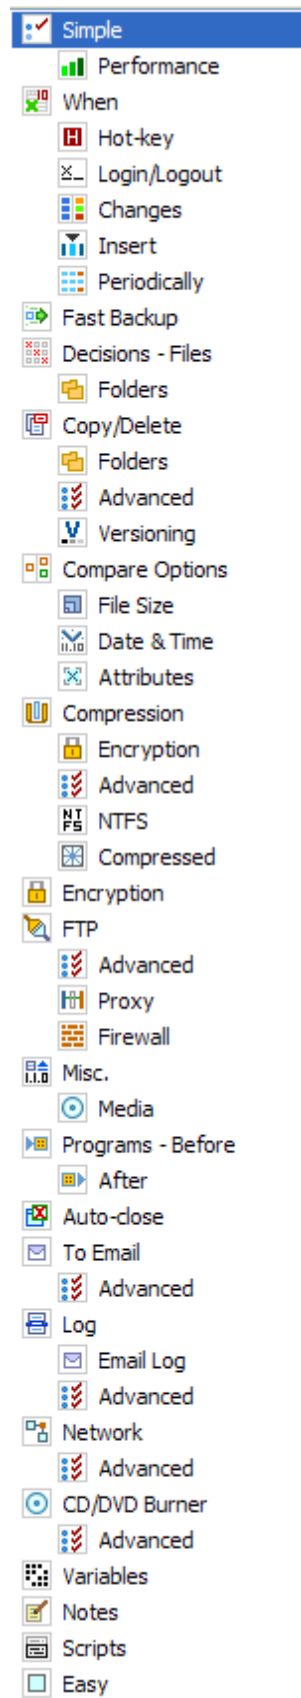 Simple
Performance
When
Hot-key
Login/Logout
Changes
Insert
Periodically
Fast Backup
Decisions - Files
Folders
Copy/Delete
Folders
Advanced
Versioning
Compare Options
File Size
Date & Time
Attributes
Compression
Encryption
Advanced
NTFS
Compressed
Encryption
FTP
Advanced
Proxy
Firewall
Misc.
Media
Programs - Before
After
Auto-close
To Email
Advanced
Log
Email Log
Advanced
Network
Advanced
CD/DVD Burner
Advanced
Variables
Notes
Scripts
Easy